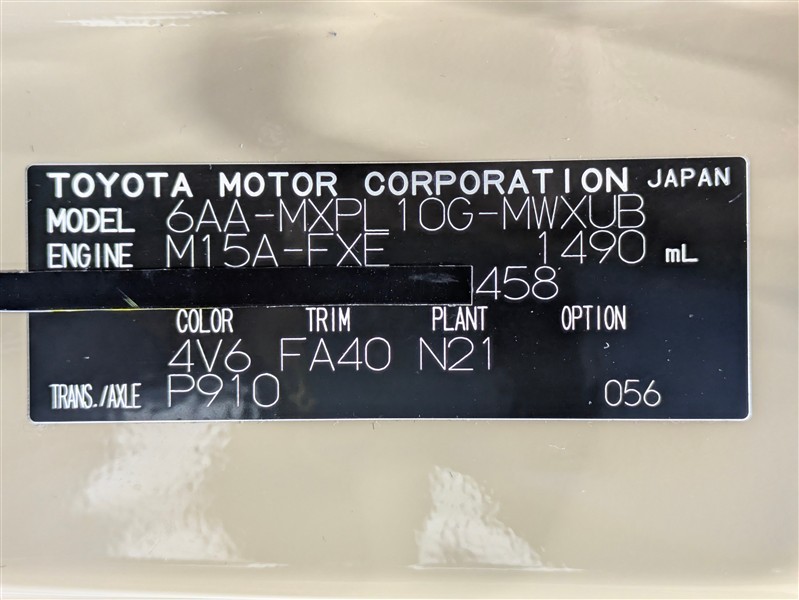 TOYOTA MOTOR CORPORATION JAPAN
MODEL 6AA-MXPL10G-MWXUB
ENGINE M15A-FXE 1490 mL
458
COLOR TRIM PLANT OPTION
4V6 FA40 N21
TRANS./AXLE P910 056